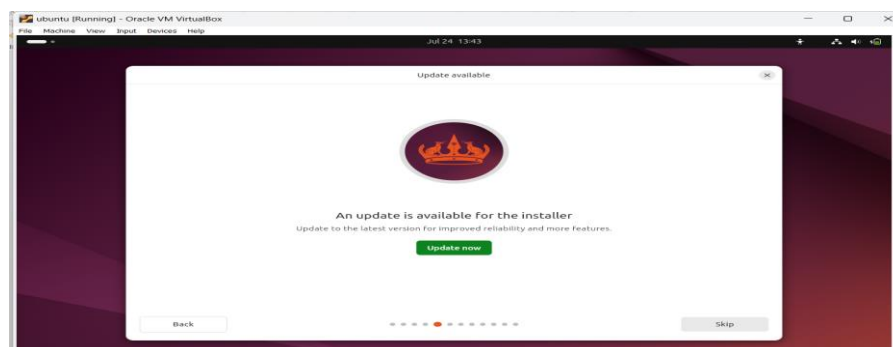 ubuntu [Running] - Oracle VM VirtualBox
File Machine View Input Devices Help
Jul 24 13:43
Update available
An update is available for the installer
Update to the latest version for improved reliability and more features.
Update now
Back
Skip